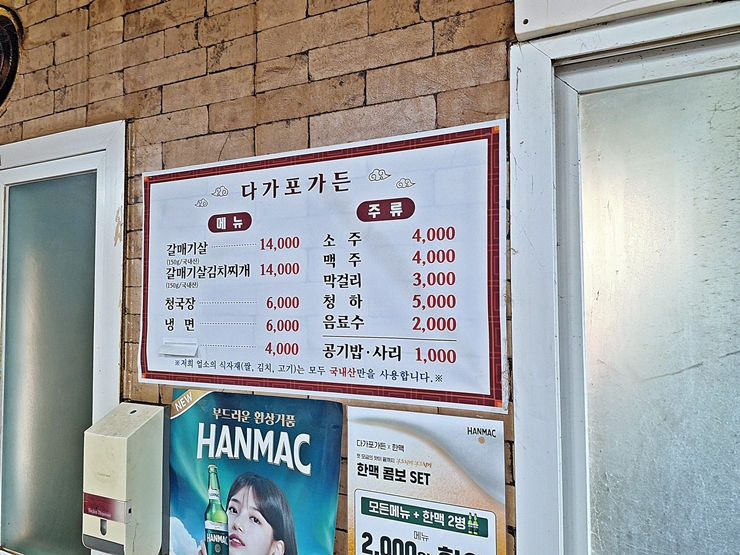 다가포가든
메뉴
갈매기살 14,000
(150g/국내산)
갈매기살김치찌개 14,000
(150g/국내산)
청국장 6,000
냉면 6,000
4,000
주류
소주 4,000
맥주 4,000
막걸리 3,000
청하 5,000
음료수 2,000
공기밥·사리 1,000
※저희 업소의 식자재(쌀, 김치, 고기)는 모두 국내산만을 사용합니다.※
NEW
부드러운 환상거품
HANMAC
HANMAC
다가포가든 x 한맥
한맥 콤보 SET
모든메뉴 + 한맥 2병
메뉴
2,000